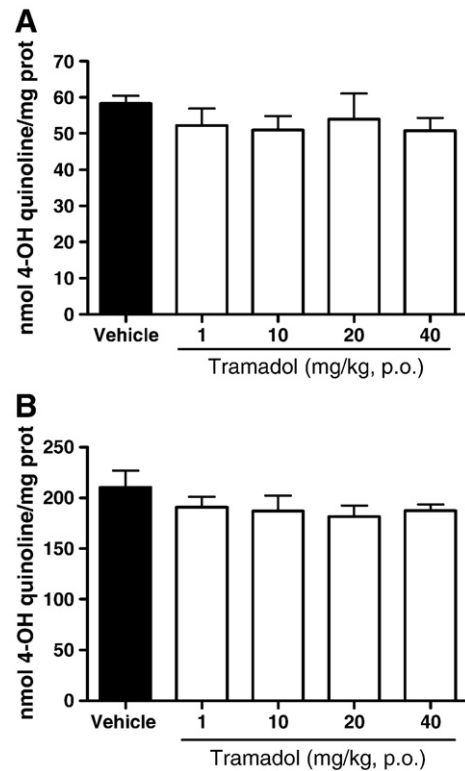 A
nmol 4-OH quinoline/mg prot
70
60
50
40
30
20
10
0
Vehicle 1 10 20 40
Tramadol (mg/kg, p.o.)
B
nmol 4-OH quinoline/mg prot
250
200
150
100
50
0
Vehicle 1 10 20 40
Tramadol (mg/kg, p.o.)